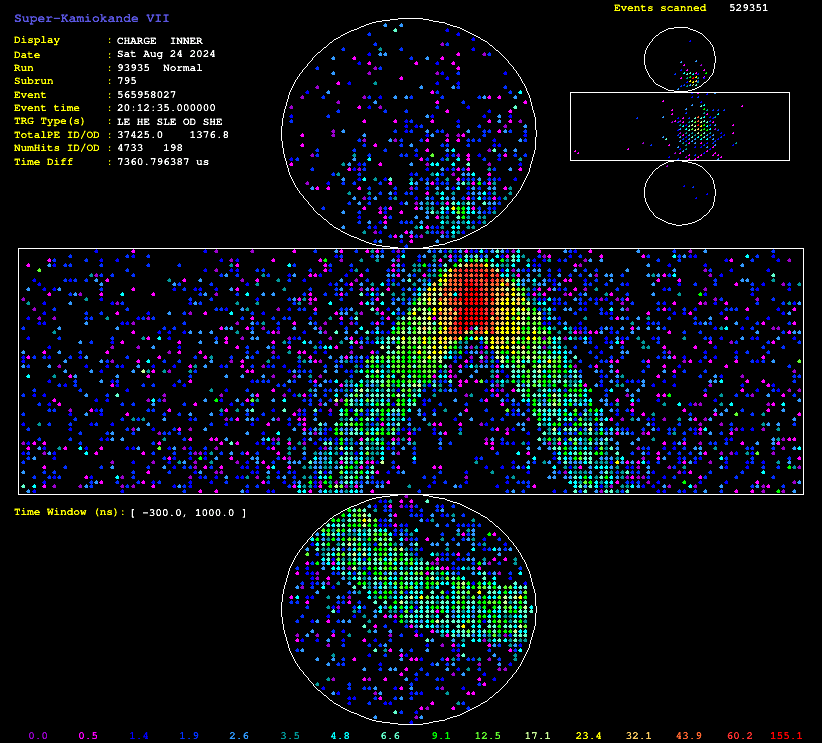 Events scanned 529351
Super-Kamiokande VII
Display : CHARGE INNER
Date : Sat Aug 24 2024
Run : 93935 Normal
Subrun : 795
Event : 565958027
Event time : 20:12:35.000000
TRG Type(s) : LE HE SLE OD SHE
TotalPE ID/OD : 37425.0 1376.8
NumHits ID/OD : 4733 198
Time Diff : 7360.796387 us
Time Window (ns): [ -300.0, 1000.0 ]
0.0 0.5 1.4 1.9 2.6 3.5 4.8 6.6 9.1 12.5 17.1 23.4 32.1 43.9 60.2 155.1